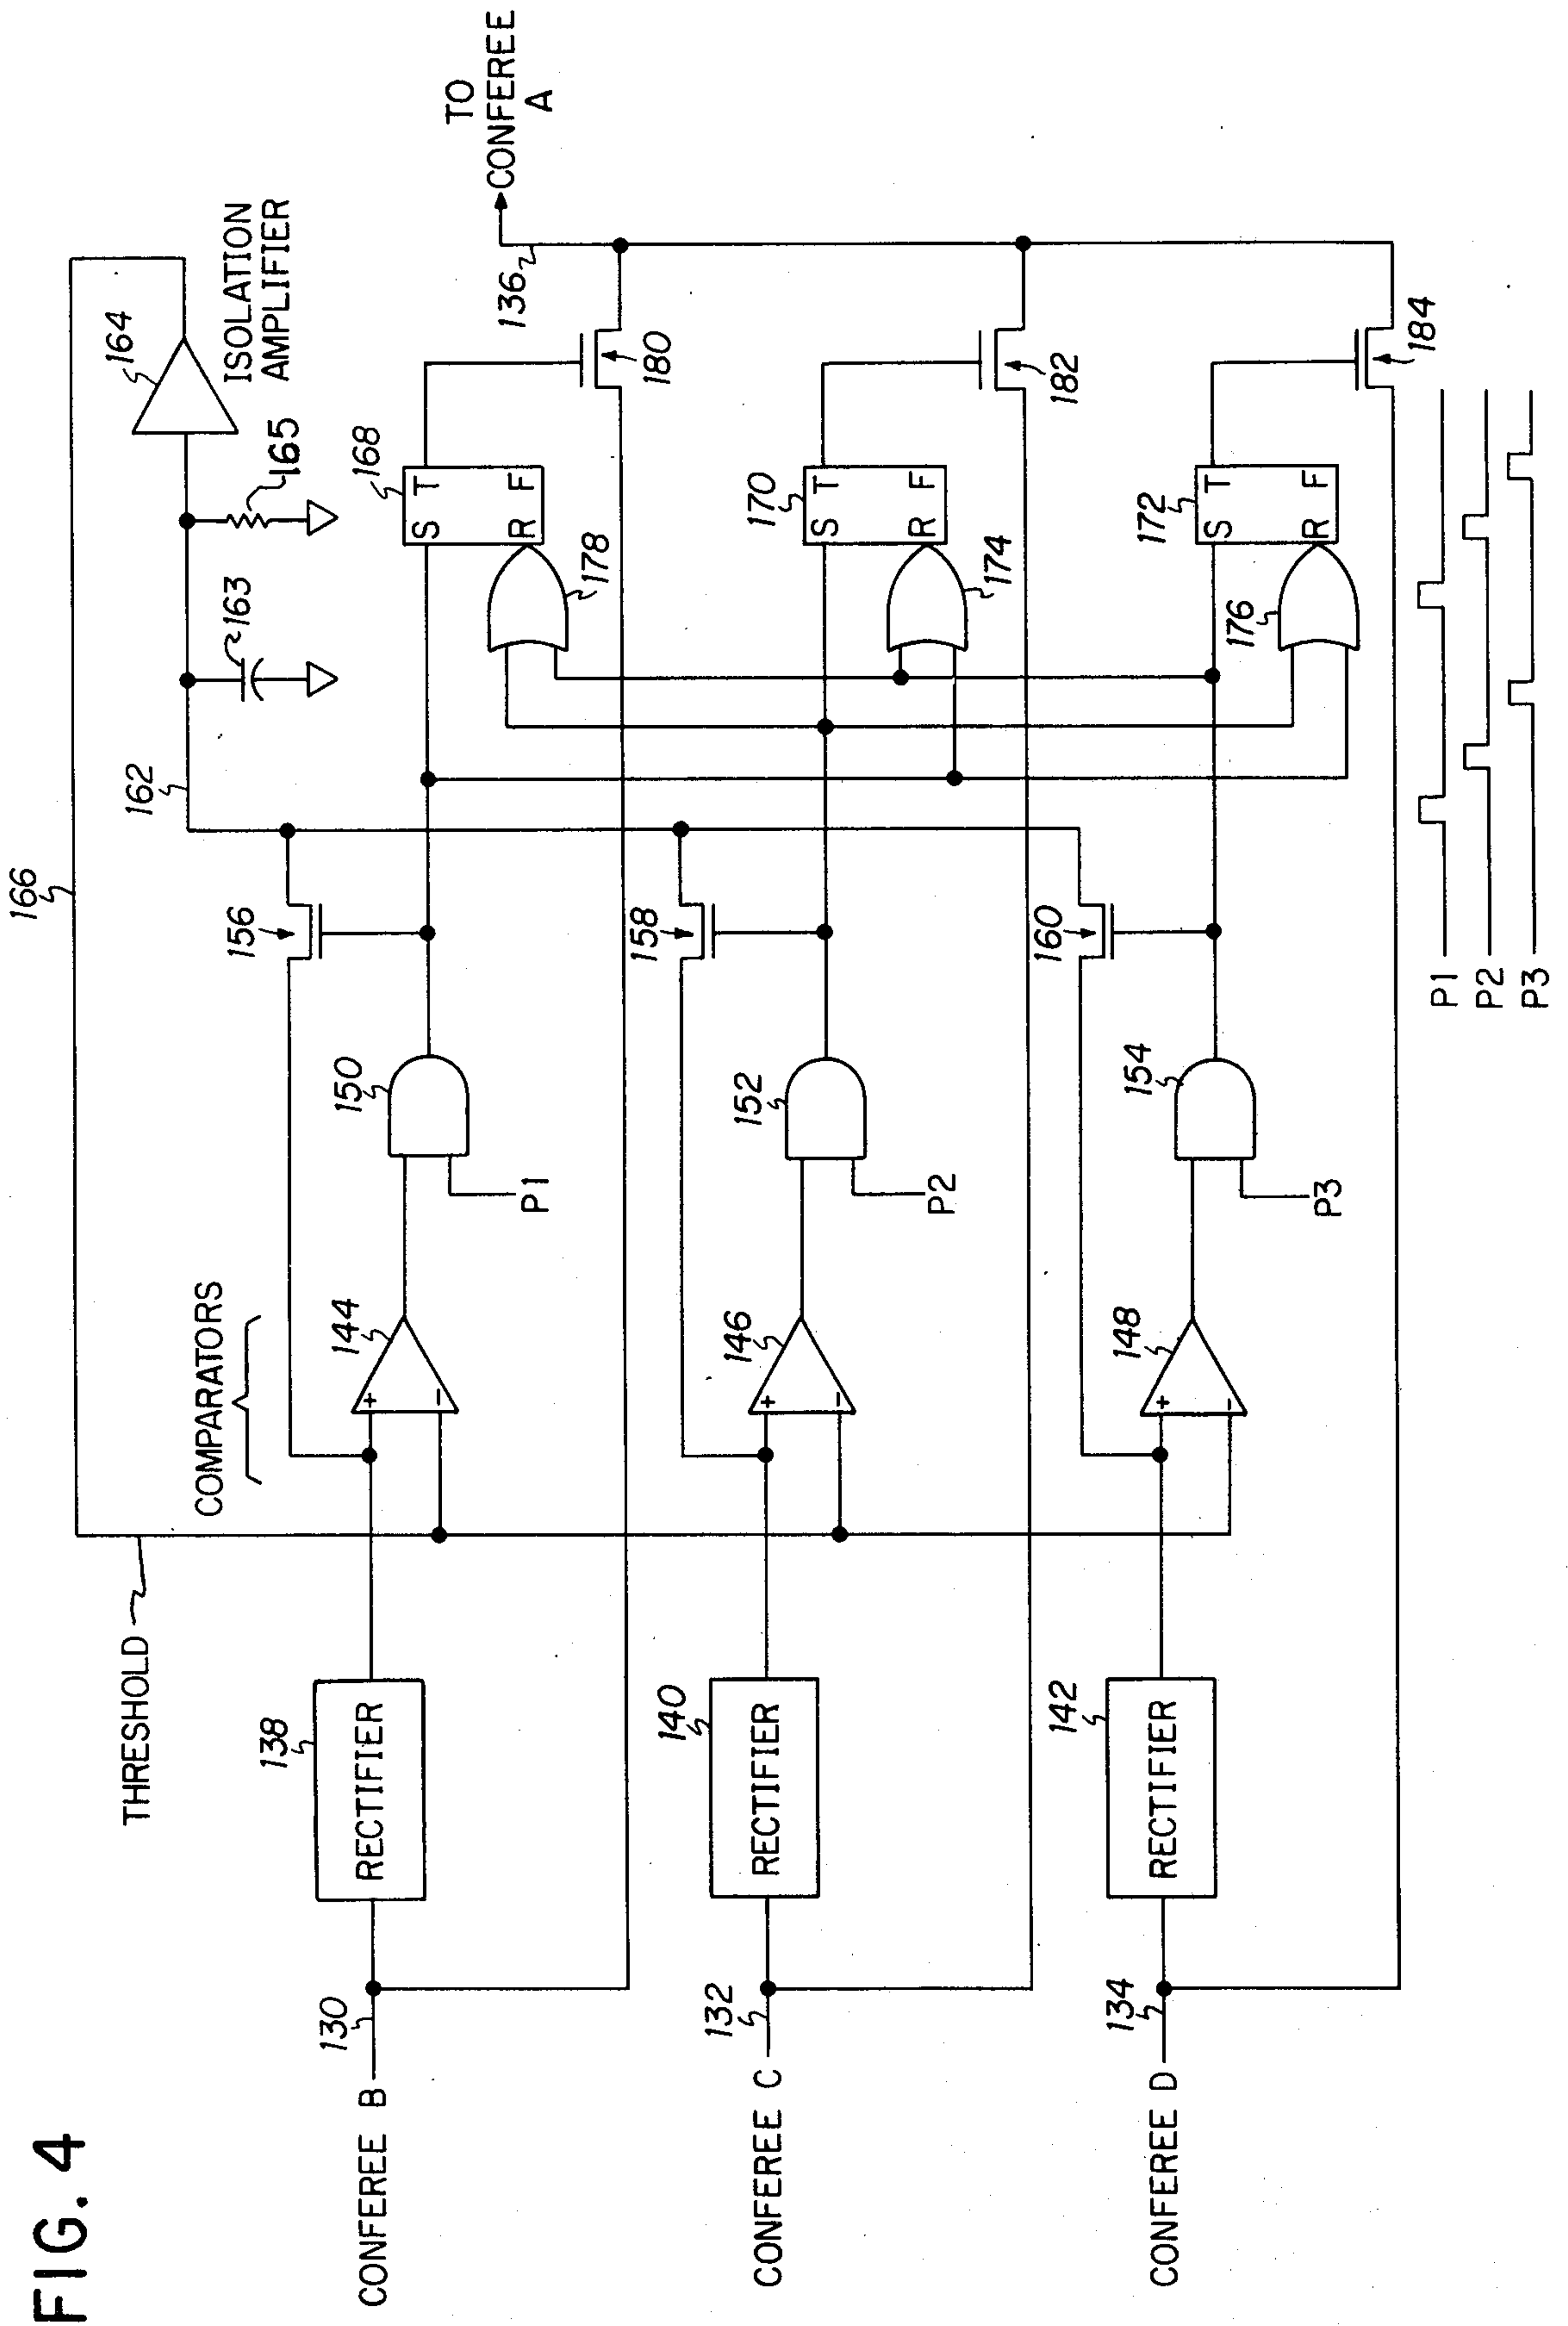 FIG. 4
166
THRESHOLD
162
163
165
164
ISOLATION
AMPLIFIER
COMPARATORS
156
CONFEREE B
130
138
RECTIFIER
144
+
-
150
P1
168
S T
R F
178
180
136
TO
CONFEREE
A
158
CONFEREE C
132
140
RECTIFIER
146
+
-
152
P2
170
S T
R F
174
182
160
CONFEREE D
134
142
RECTIFIER
148
+
-
154
P3
172
S T
R F
176
184
P1
P2
P3